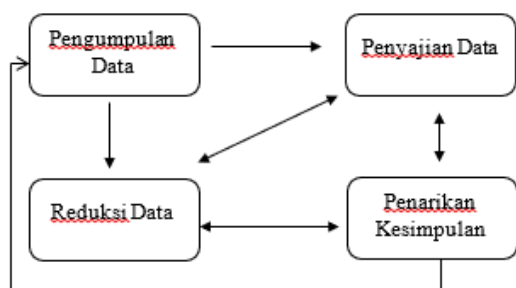 Pengumpulan
Data
Penyajian Data
Reduksi Data
Penarikan
Kesimpulan